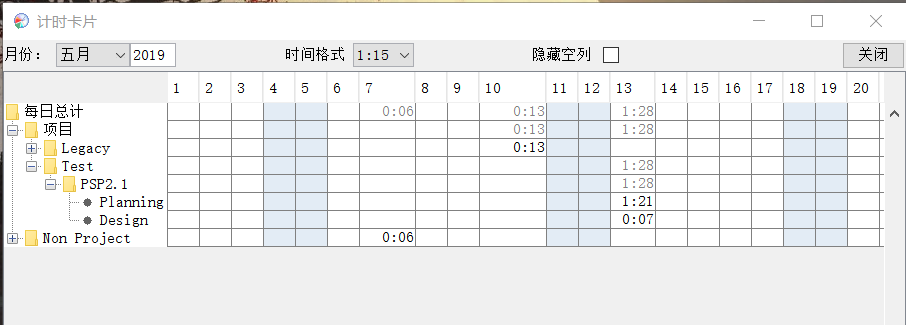 计时卡片
月份： 五月 2019 时间格式 1:15 隐藏空列 关闭
1 2 3 4 5 6 7 8 9 10 11 12 13 14 15 16 17 18 19 20
每日总计 0:06 0:13 1:28
项目 0:13 1:28
Legacy 0:13
Test 1:28
PSP2.1 1:28
Planning 1:21
Design 0:07
Non Project 0:06